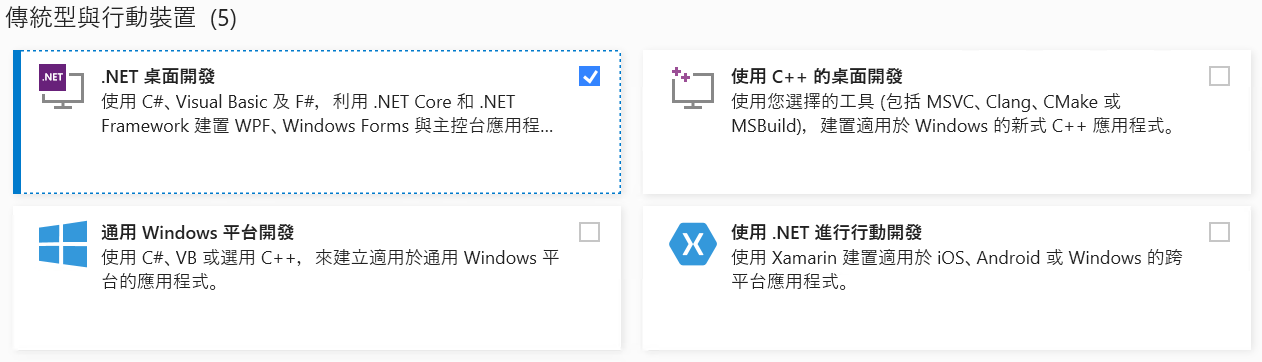 傳統型與行動裝置 (5)
.NET
.NET 桌面開發
使用 C#、Visual Basic 及 F#，利用 .NET Core 和 .NET
Framework 建置 WPF、Windows Forms 與主控台應用程...
使用 C++ 的桌面開發
使用您選擇的工具 (包括 MSVC、Clang、CMake 或
MSBuild)，建置適用於 Windows 的新式 C++ 應用程式。
通用 Windows 平台開發
使用 C#、VB 或選用 C++，來建立適用於通用 Windows 平
台的應用程式。
使用 .NET 進行行動開發
使用 Xamarin 建置適用於 iOS、Android 或 Windows 的跨
平台應用程式。